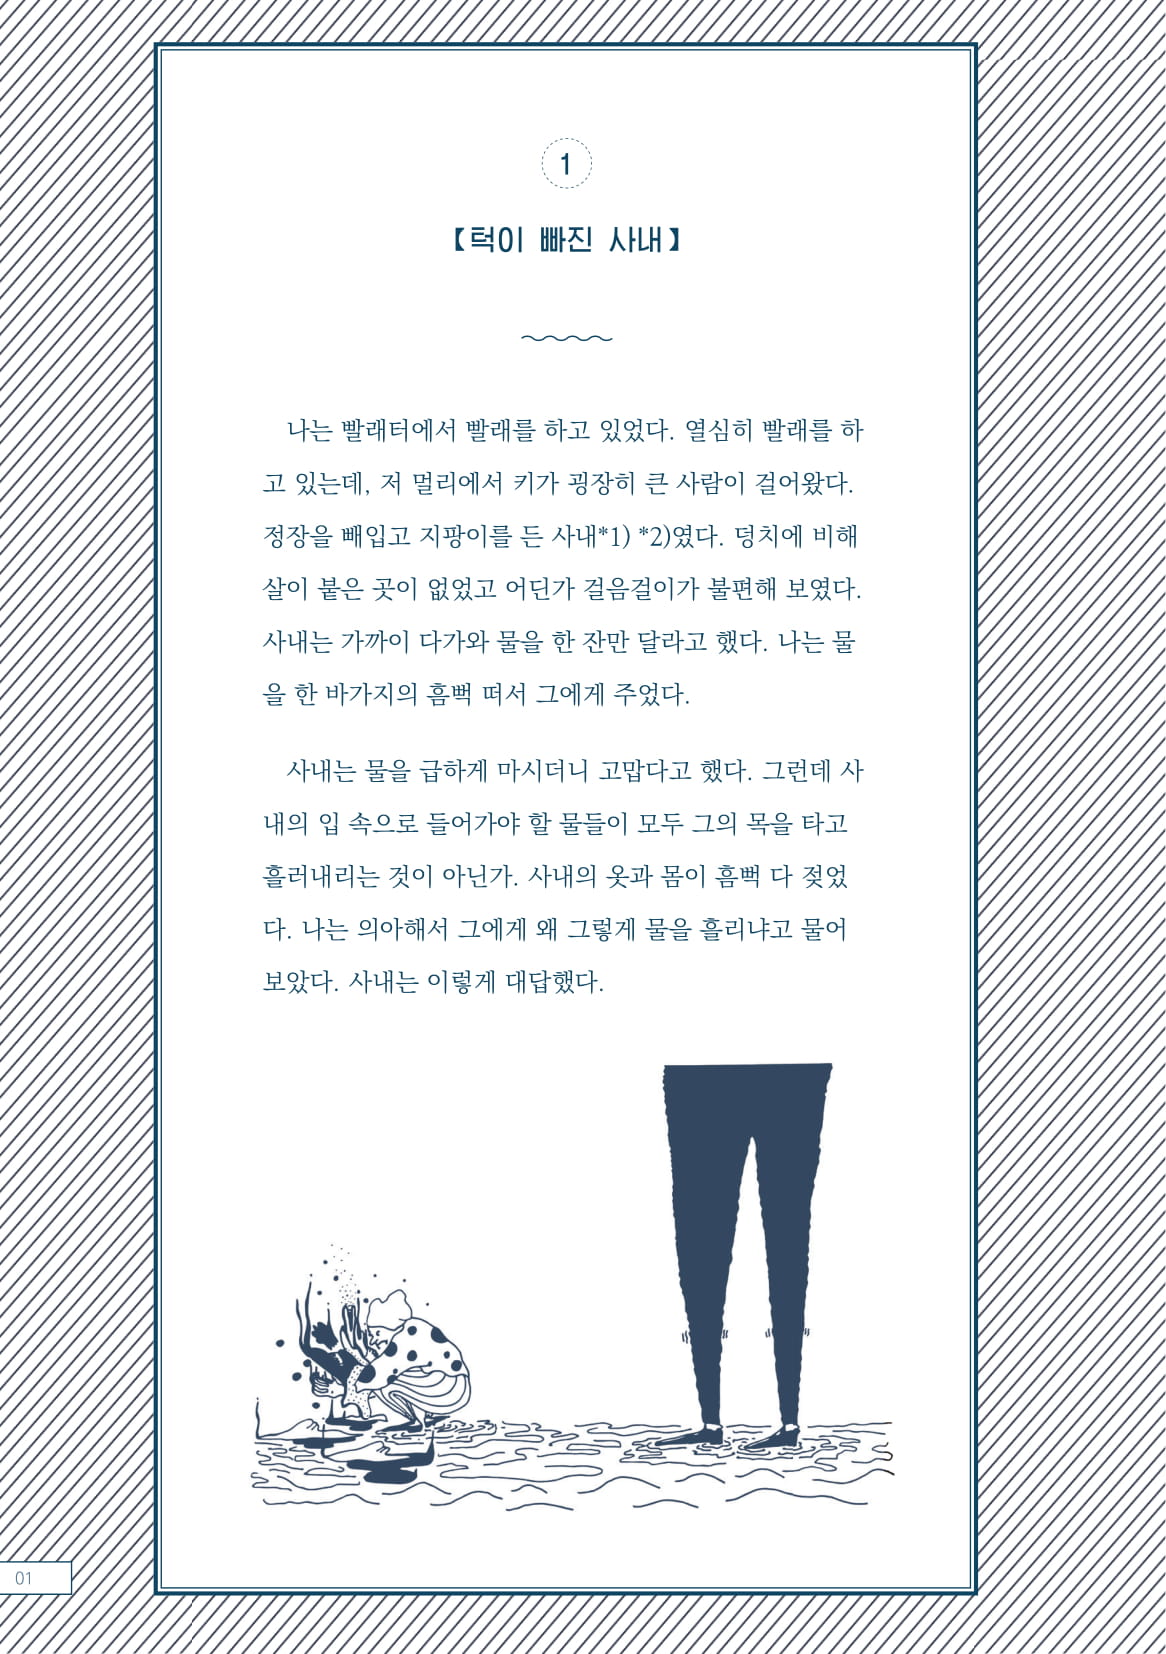 1
【턱이 빠진 사내】
나는 빨래터에서 빨래를 하고 있었다. 열심히 빨래를 하
고 있는데, 저 멀리에서 키가 굉장히 큰 사람이 걸어왔다.
정장을 빼입고 지팡이를 든 사내*1) *2)였다. 덩치에 비해
살이 붙은 곳이 없었고 어딘가 걸음걸이가 불편해 보였다.
사내는 가까이 다가와 물을 한 잔만 달라고 했다. 나는 물
을 한 바가지의 흠뻑 떠서 그에게 주었다.
사내는 물을 급하게 마시더니 고맙다고 했다. 그런데 사
내의 입 속으로 들어가야 할 물들이 모두 그의 목을 타고
흘러내리는 것이 아닌가. 사내의 옷과 몸이 흠뻑 다 젖었
다. 나는 의아해서 그에게 왜 그렇게 물을 흘리냐고 물어
보았다. 사내는 이렇게 대답했다.
01